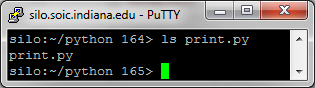 silo.soic.indiana.edu - PuTTY
silo:~/python 164> ls print.py
print.py
silo:~/python 165>